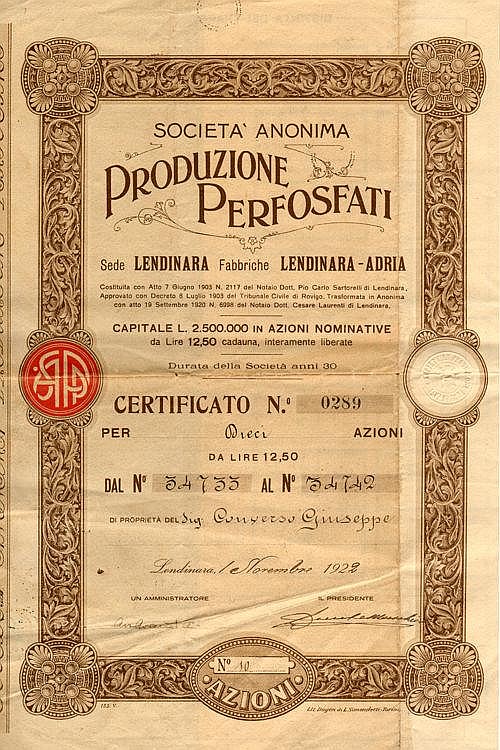 SOCIETA' ANONIMA
PRODUZIONE
PERFOSFATI
Sede LENDINARA Fabbriche LENDINARA-ADRIA
Costituita con Atto 7 Giugno 1903 N. 2117 del Notaio Dott. Pio Carlo Sartorelli di Lendinara,
Approvato con Decreto 8 Luglio 1903 del Tribunale Civile di Rovigo. Trasformata in Anonima
con atto 19 Settembre 1920 N. 6998 del Notaio Dott. Cesare Laurenti di Lendinara.
CAPITALE L. 2.500.000 IN AZIONI NOMINATIVE
da Lire 12,50 cadauna, interamente liberate
Durata della Società anni 30
CERTIFICATO N.º 0289
PER Dieci AZIONI
DA LIRE 12,50
DAL Nº 34733 AL Nº 34742
DI PROPRIETÀ DEL Sig. Converso Giuseppe
Lendinara, 1 Novembre 1922
UN AMMINISTRATORE IL PRESIDENTE
Nº 10
AZIONI